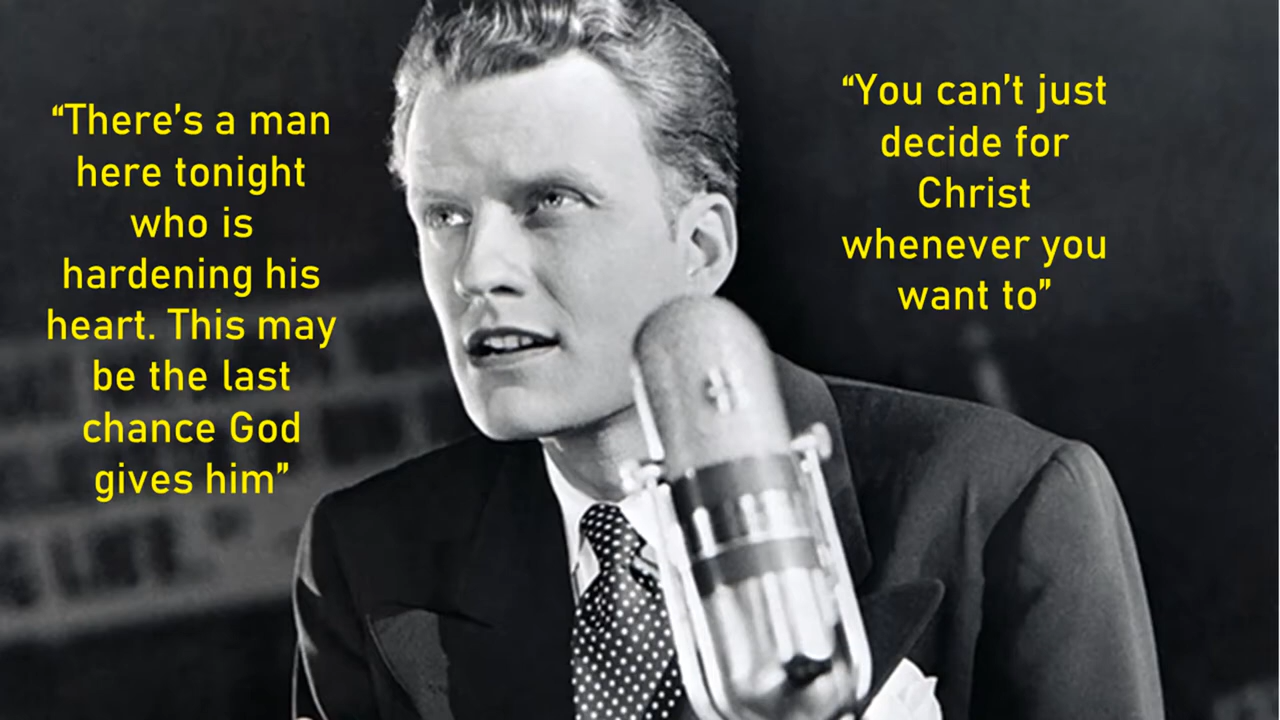 “There’s a man
here tonight
who is
hardening his
heart. This may
be the last
chance God
gives him”
“You can’t just
decide for
Christ
whenever you
want to”